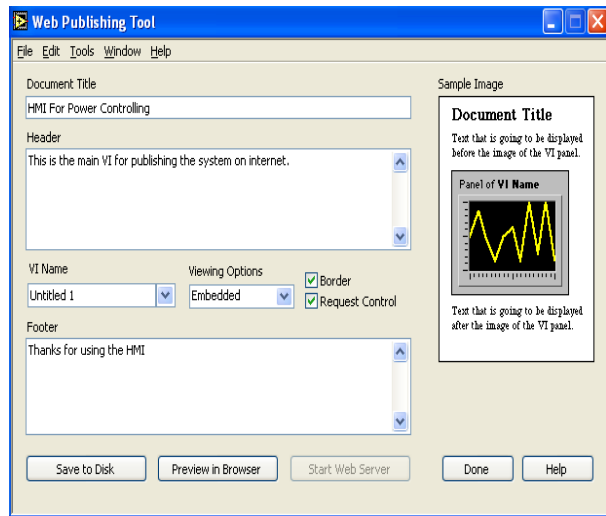 Web Publishing Tool
File Edit Tools Window Help
Document Title
HMI For Power Controlling
Header
This is the main VI for publishing the system on internet.
VI Name
Untitled 1
Viewing Options
Embedded
Border
Request Control
Footer
Thanks for using the HMI
Save to Disk
Preview in Browser
Start Web Server
Sample Image
Document Title
Text that is going to be displayed
before the image of the VI panel.
Panel of VI Name
Text that is going to be displayed
after the image of the VI panel.
Done
Help